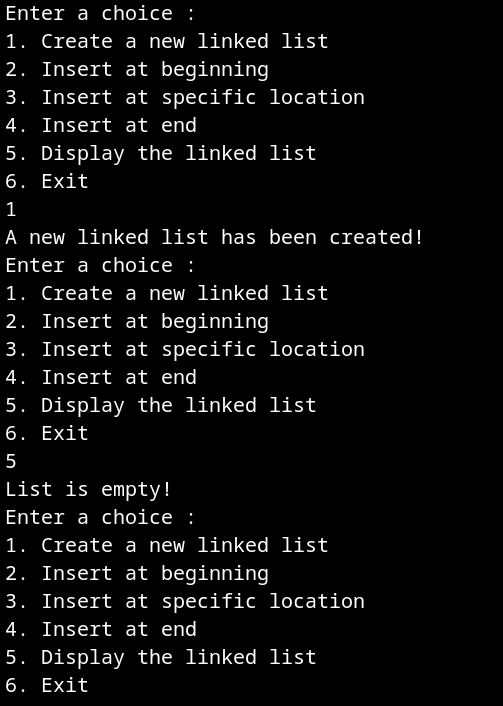 Enter a choice :
1. Create a new linked list
2. Insert at beginning
3. Insert at specific location
4. Insert at end
5. Display the linked list
6. Exit
1
A new linked list has been created!
Enter a choice :
1. Create a new linked list
2. Insert at beginning
3. Insert at specific location
4. Insert at end
5. Display the linked list
6. Exit
5
List is empty!
Enter a choice :
1. Create a new linked list
2. Insert at beginning
3. Insert at specific location
4. Insert at end
5. Display the linked list
6. Exit